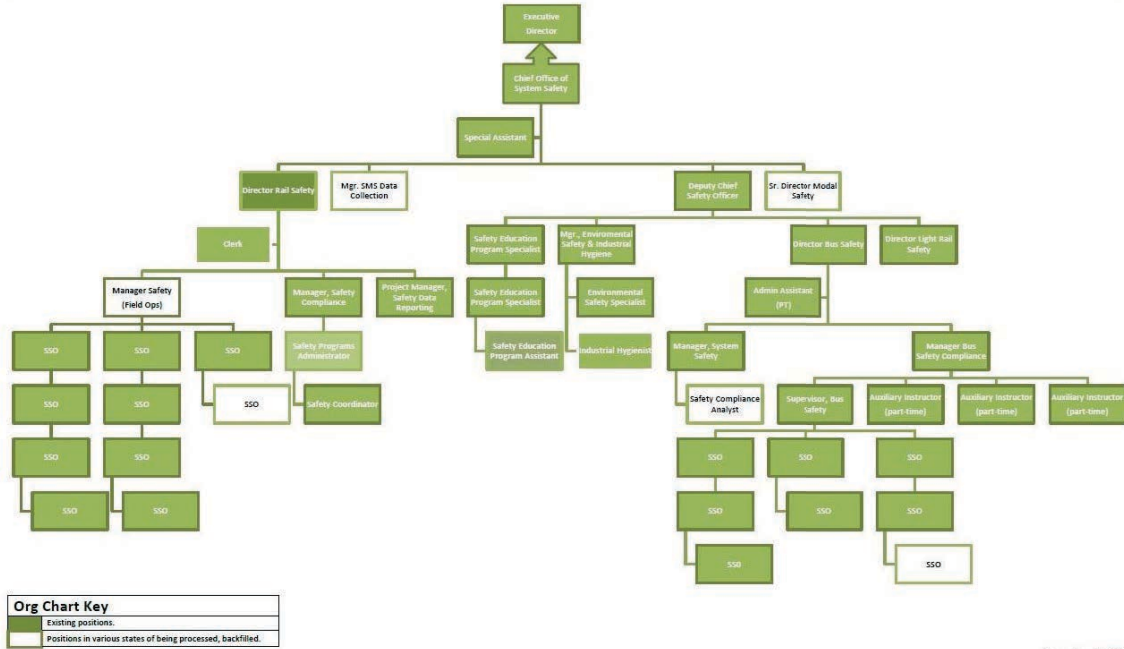 Executive
Director
Chief Office of
System Safety
Special Assistant
Director Rail Safety
Mgr. SMS Data
Collection
Deputy Chief
Safety Officer
Sr. Director Modal
Safety
Clerk
Safety Education
Program Specialist
Mgr., Enviromental
Safety & Industrial
Hygiene
Director Bus Safety
Director Light Rail
Safety
Manager Safety
(Field Ops)
Manager, Safety
Compliance
Project Manager,
Safety Data
Reporting
Safety Education
Program Specialist
Environmental
Safety Specialist
Admin Assistant
(PT)
SSO
SSO
SSO
Safety Programs
Administrator
Safety Education
Program Assistant
Industrial Hygienist
Manager, System
Safety
Manager Bus
Safety Compliance
SSO
SSO
SSO
Safety Coordinator
Safety Compliance
Analyst
Supervisor, Bus
Safety
Auxiliary Instructor
(part-time)
Auxiliary Instructor
(part-time)
Auxiliary Instructor
(part-time)
SSO
SSO
SSO
SSO
SSO
SSO
SSO
SSO
SSO
SSO
SSO
SSO
Org Chart Key
Existing positions.
Positions in various states of being processed, backfilled.